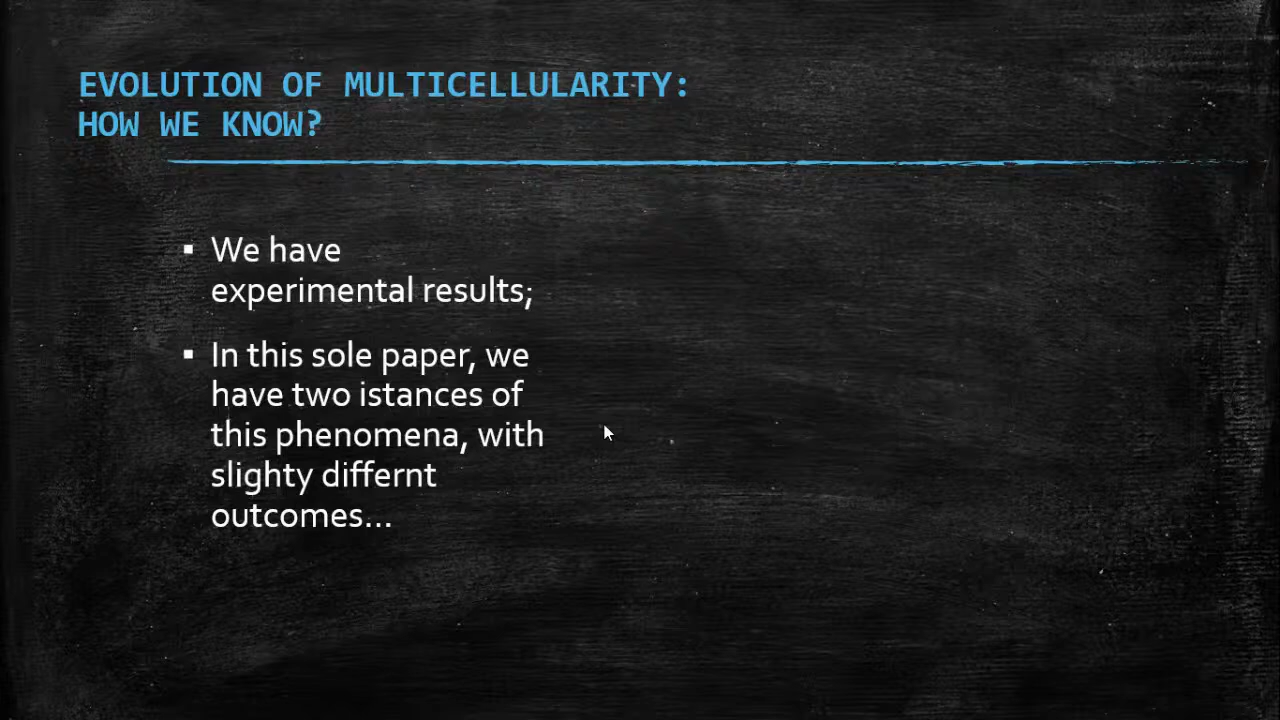 EVOLUTION OF MULTICELLULARITY:
HOW WE KNOW?
▪ We have
experimental results;
▪ In this sole paper, we
have two istances of
this phenomena, with
slighty differnt
outcomes...